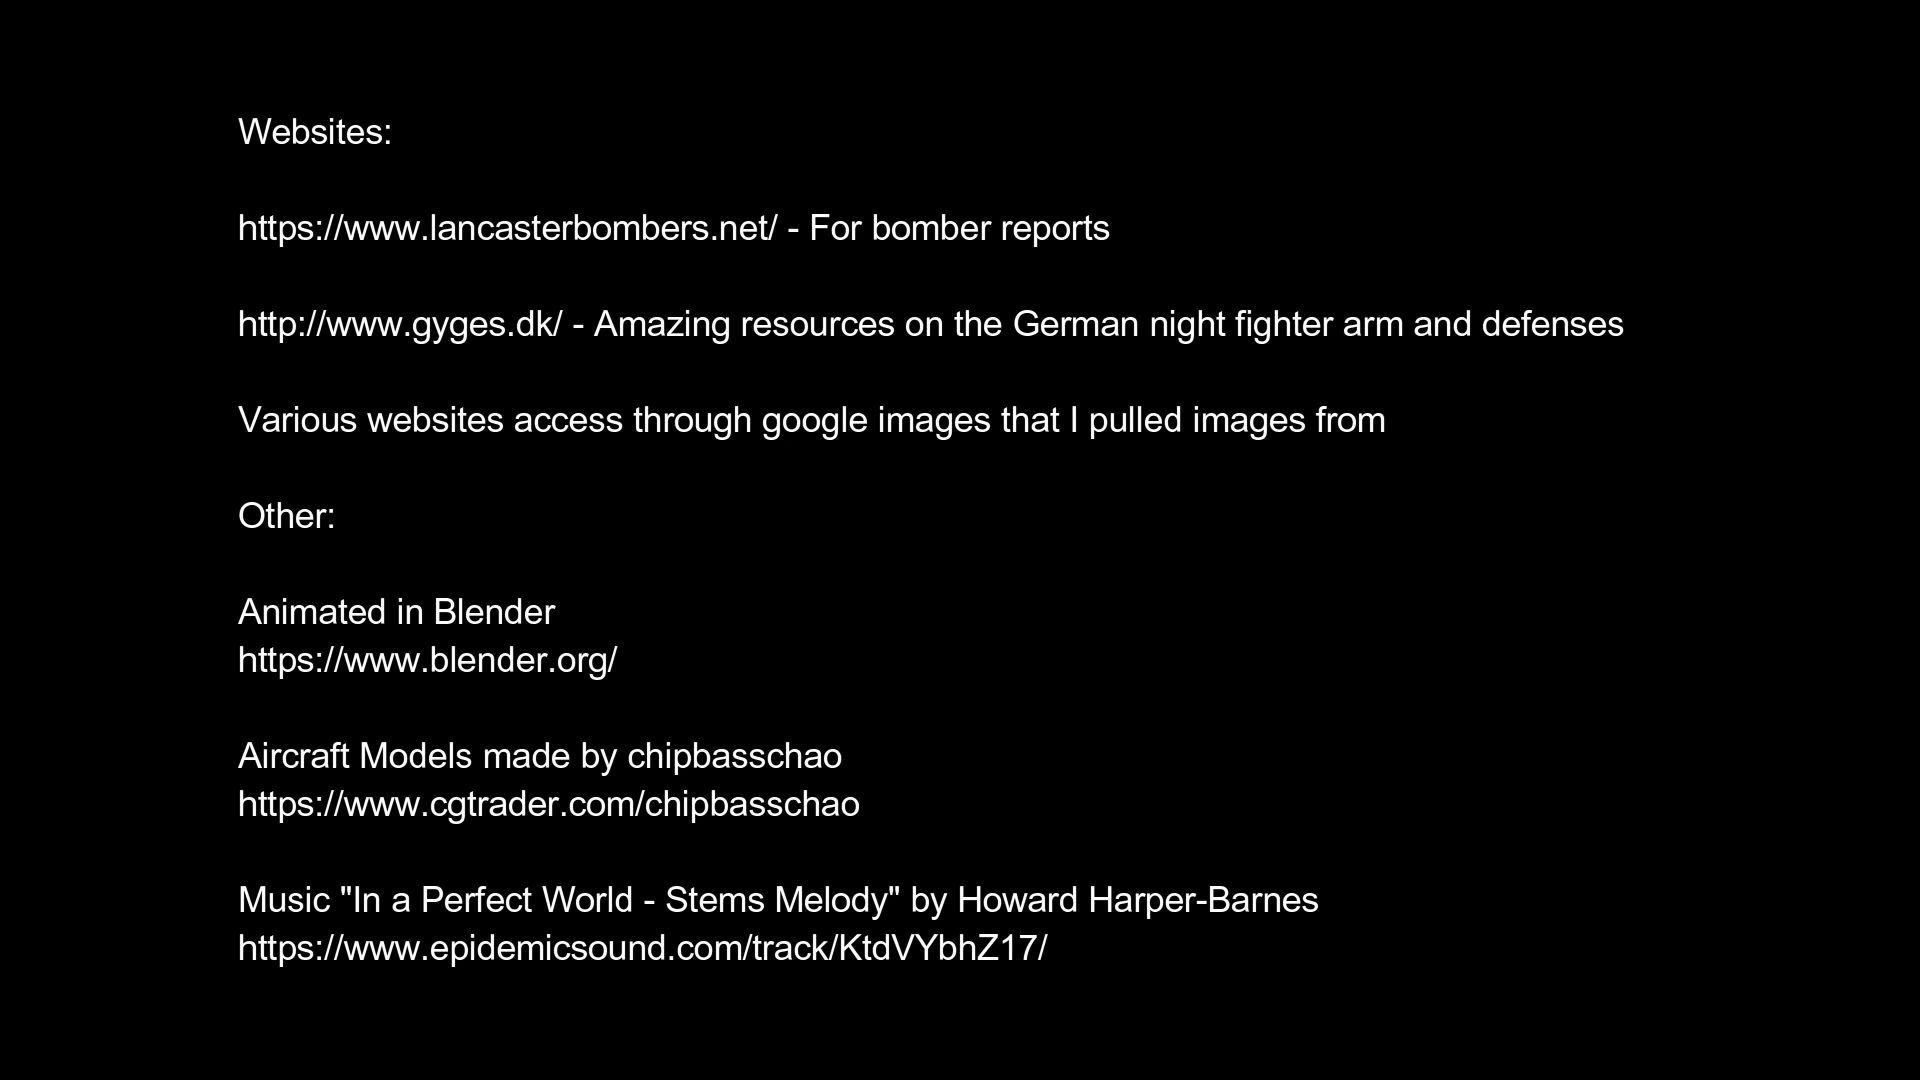 Websites:
https://www.lancasterbombers.net/ - For bomber reports
http://www.gyges.dk/ - Amazing resources on the German night fighter arm and defenses
Various websites access through google images that I pulled images from
Other:
Animated in Blender
https://www.blender.org/
Aircraft Models made by chipbasschao
https://www.cgtrader.com/chipbasschao
Music "In a Perfect World - Stems Melody" by Howard Harper-Barnes
https://www.epidemicsound.com/track/KtdVYbhZ17/